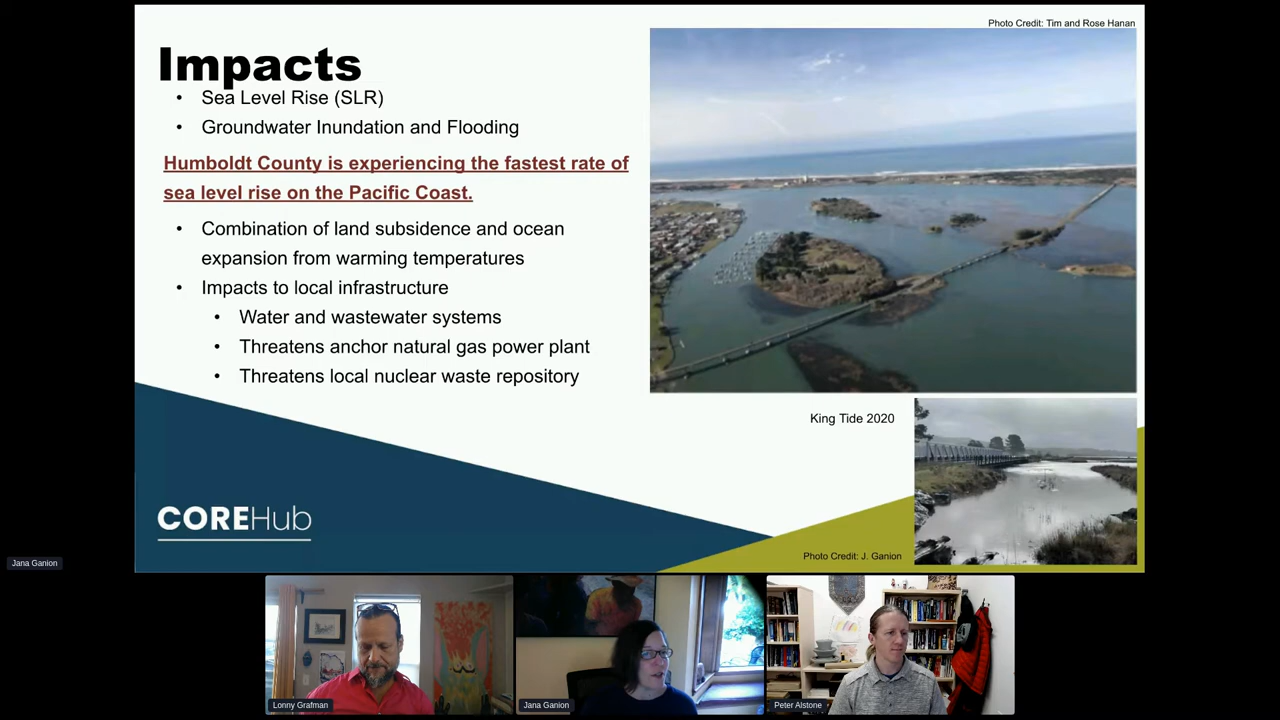 Photo Credit: Tim and Rose Hanan
Impacts
• Sea Level Rise (SLR)
• Groundwater Inundation and Flooding
Humboldt County is experiencing the fastest rate of
sea level rise on the Pacific Coast.
• Combination of land subsidence and ocean
expansion from warming temperatures
• Impacts to local infrastructure
• Water and wastewater systems
• Threatens anchor natural gas power plant
• Threatens local nuclear waste repository
King Tide 2020
COREHub
Photo Credit: J. Ganion
Jana Ganion
Lonny Grafman
Jana Ganion
Peter Alstone